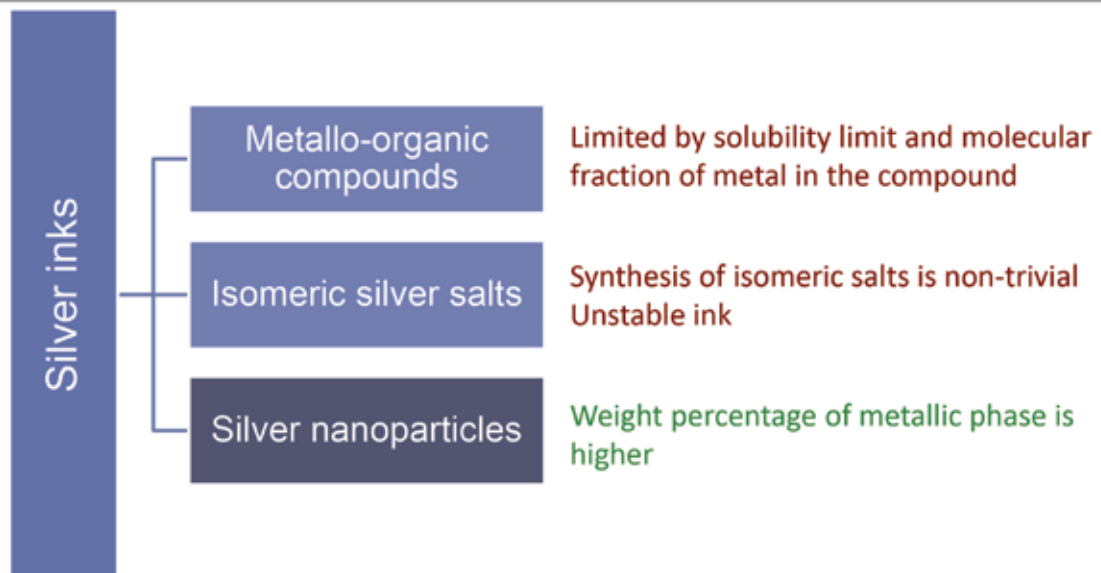 Silver inks
Metallo-organic
compounds
Limited by solubility limit and molecular
fraction of metal in the compound
Isomeric silver salts
Synthesis of isomeric salts is non-trivial
Unstable ink
Silver nanoparticles
Weight percentage of metallic phase is
higher